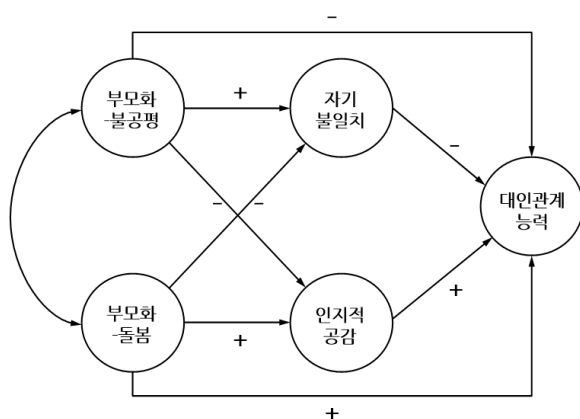 -
부모화
-불공평
+
자기
불일치
-
- -
대인관계
능력
부모화
-돌봄
+
인지적
공감
+
+